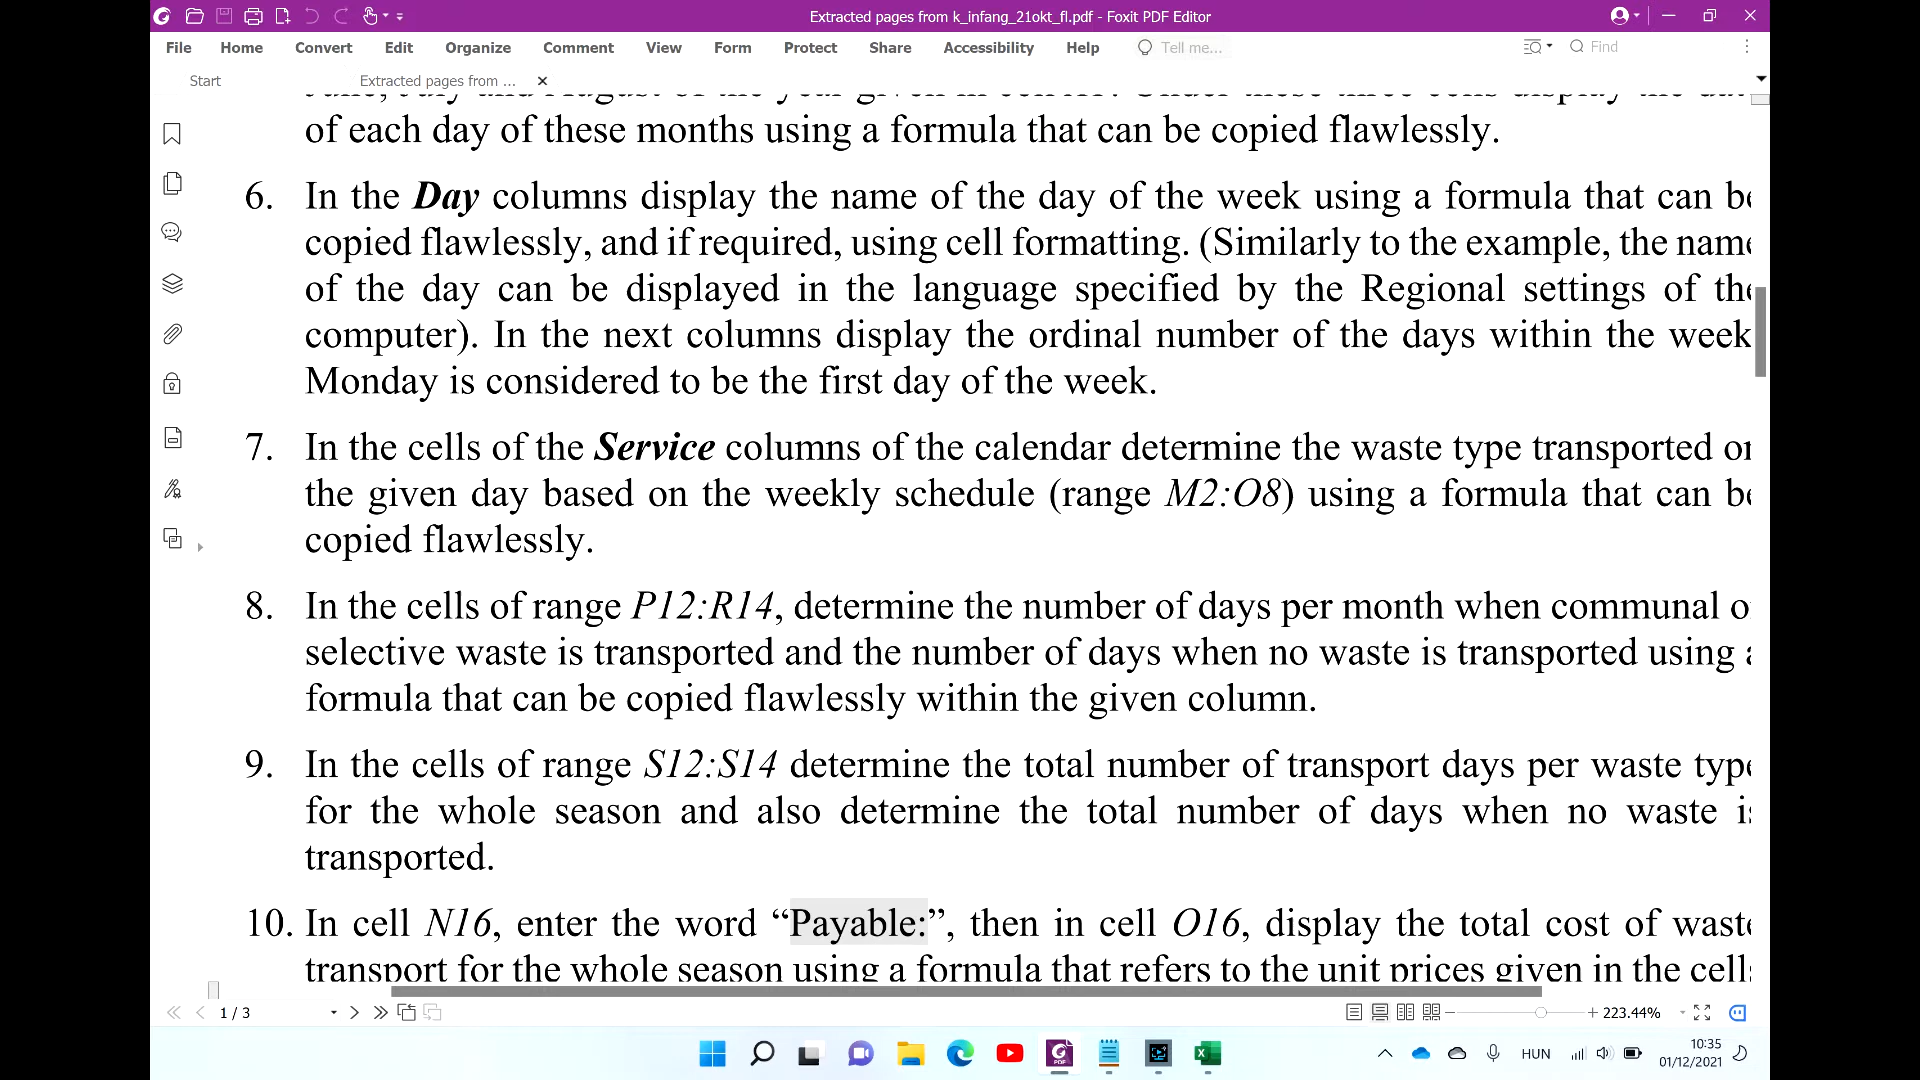 Extracted pages from k_infang_21okt_fl.pdf - Foxit PDF Editor
File Home Convert Edit Organize Comment View Form Protect Share Accessibility Help Tell me... Find
Start Extracted pages from ...
of each day of these months using a formula that can be copied flawlessly.
6. In the Day columns display the name of the day of the week using a formula that can be
copied flawlessly, and if required, using cell formatting. (Similarly to the example, the name
of the day can be displayed in the language specified by the Regional settings of the
computer). In the next columns display the ordinal number of the days within the week
Monday is considered to be the first day of the week.
7. In the cells of the Service columns of the calendar determine the waste type transported on
the given day based on the weekly schedule (range M2:O8) using a formula that can be
copied flawlessly.
8. In the cells of range P12:R14, determine the number of days per month when communal o
selective waste is transported and the number of days when no waste is transported using a
formula that can be copied flawlessly within the given column.
9. In the cells of range S12:S14 determine the total number of transport days per waste type
for the whole season and also determine the total number of days when no waste is
transported.
10. In cell N16, enter the word “Payable:”, then in cell O16, display the total cost of waste
transport for the whole season using a formula that refers to the unit prices given in the cells
1 / 3 223.44%
HUN 10:35
01/12/2021